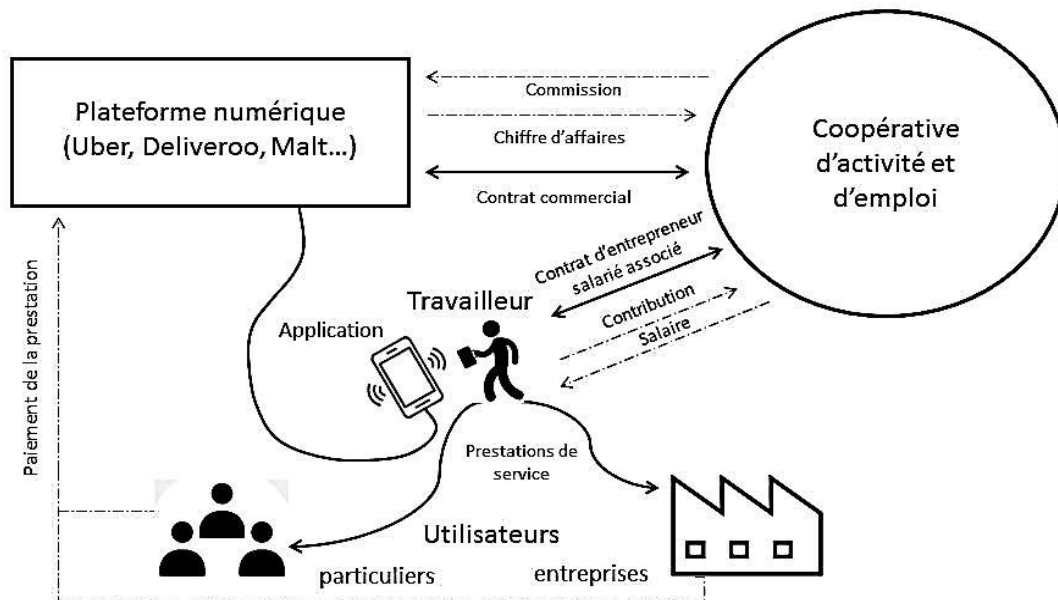 Plateforme numérique
(Uber, Deliveroo, Malt...)
Commission
Chiffre d'affaires
Contrat commercial
Coopérative
d'activité et
d'emploi
Contrat d'entrepreneur
salarié associé
Contribution
Salaire
Travailleur
Application
Paiement de la prestation
Prestations de
service
Utilisateurs
particuliers
entreprises